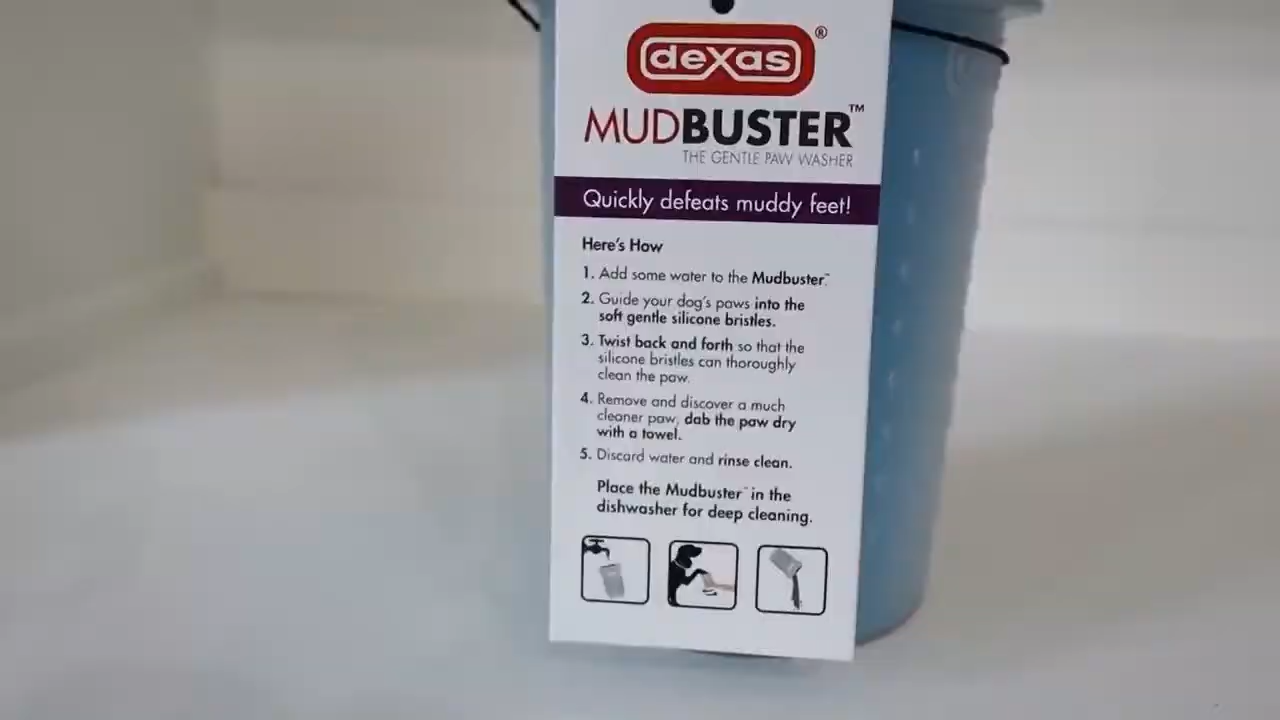 dexas®
MUDBUSTER™
THE GENTLE PAW WASHER
Quickly defeats muddy feet!
Here's How
1. Add some water to the Mudbuster.™
2. Guide your dog's paws into the
soft gentle silicone bristles.
3. Twist back and forth so that the
silicone bristles can thoroughly
clean the paw.
4. Remove and discover a much
cleaner paw, dab the paw dry
with a towel.
5. Discard water and rinse clean.
Place the Mudbuster™ in the
dishwasher for deep cleaning.